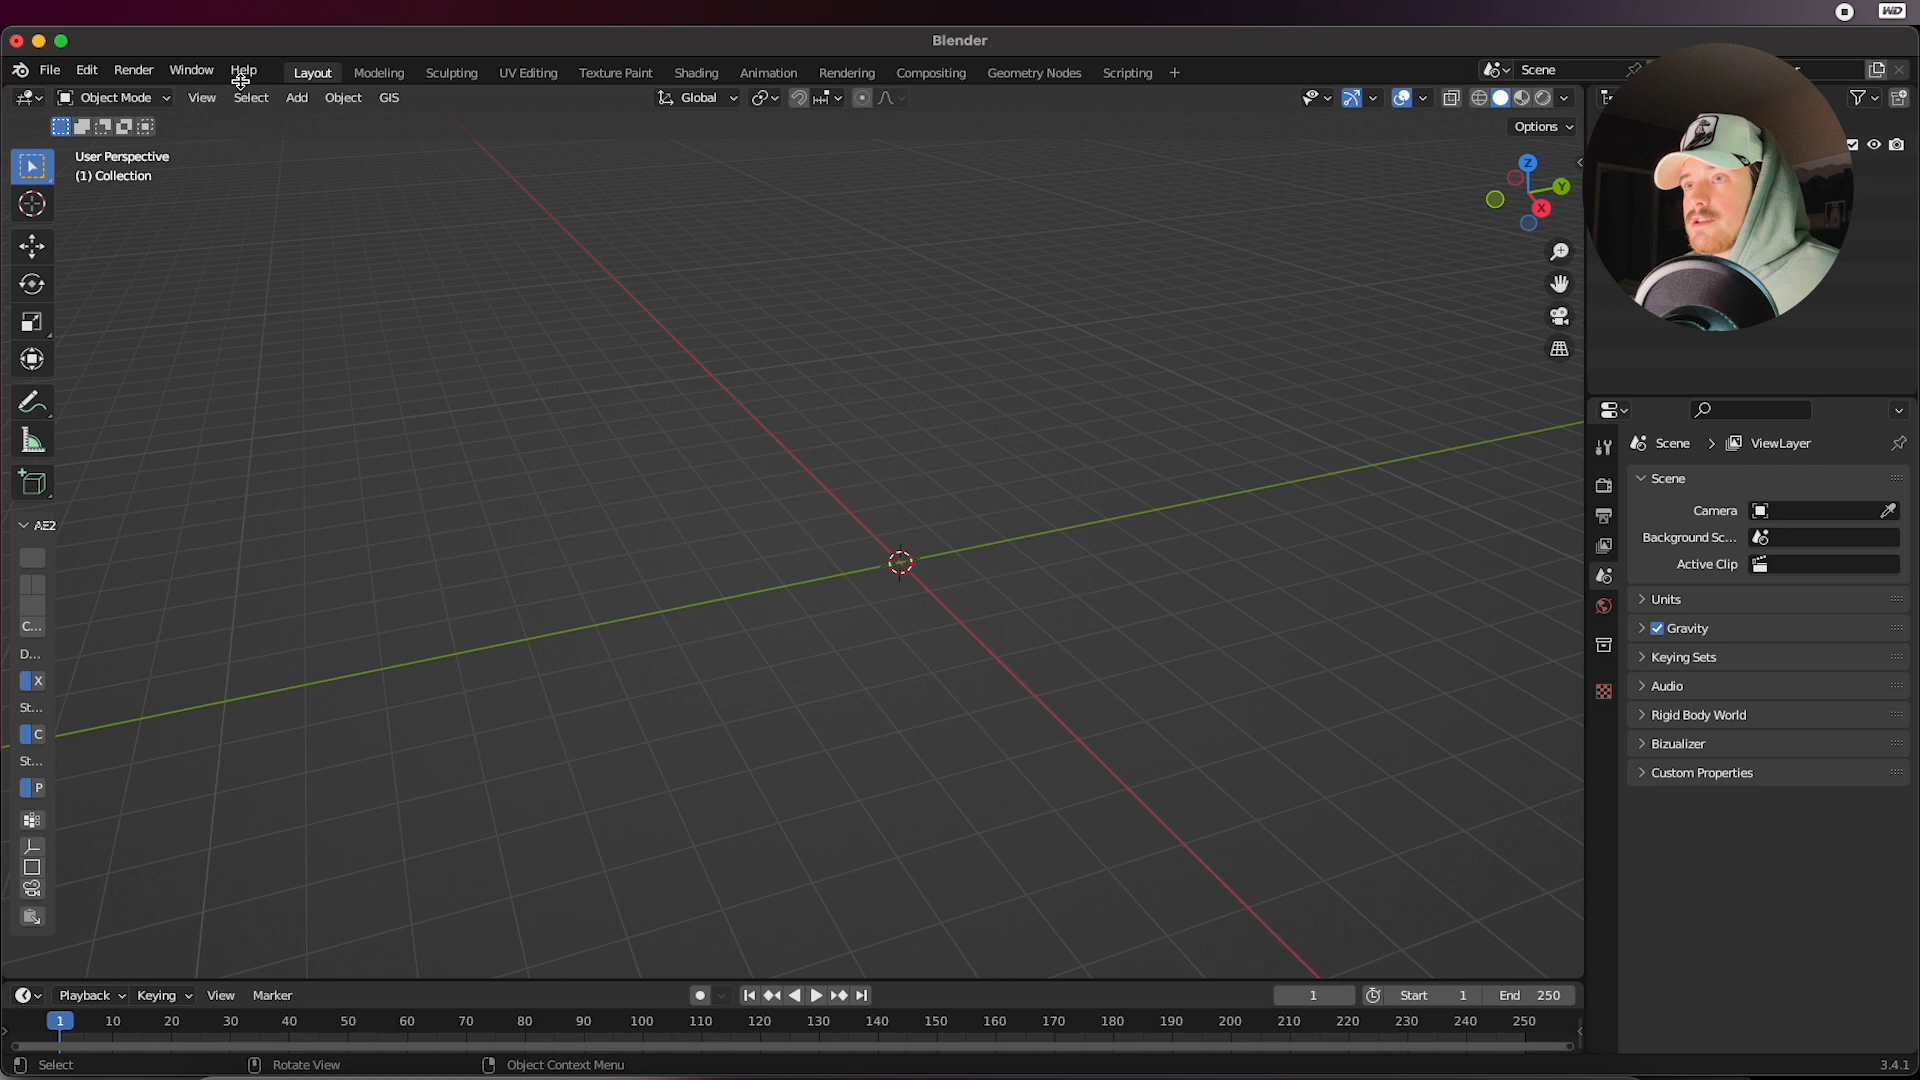 WD
Blender
File Edit Render Window Help Layout Modeling Sculpting UV Editing Texture Paint Shading Animation Rendering Compositing Geometry Nodes Scripting + Scene
Object Mode View Select Add Object GIS Global
Options
User Perspective
(1) Collection
Z
Y
X
Scene > ViewLayer
Scene
Camera
Background Sc...
Active Clip
Units
Gravity
Keying Sets
Audio
Rigid Body World
Bizualizer
Custom Properties
AE2
C...
D...
X
St...
C
St...
P
Playback Keying View Marker 1 Start 1 End 250
1 10 20 30 40 50 60 70 80 90 100 110 120 130 140 150 160 170 180 190 200 210 220 230 240 250
Select Rotate View Object Context Menu 3.4.1